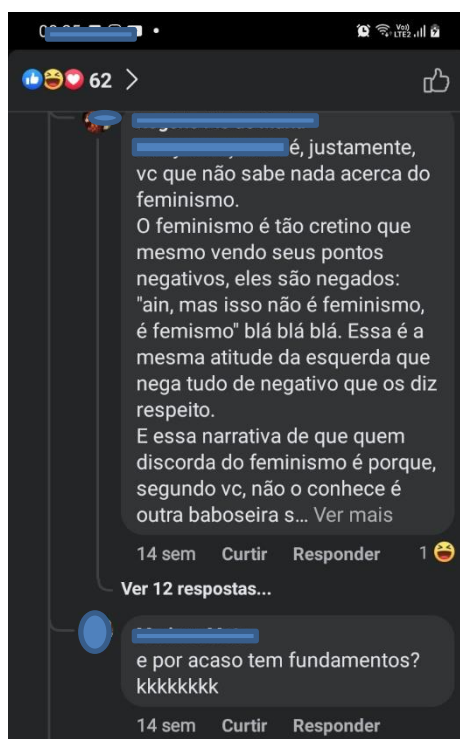 62
é, justamente,
vc que não sabe nada acerca do
feminismo.
O feminismo é tão cretino que
mesmo vendo seus pontos
negativos, eles são negados:
"ain, mas isso não é feminismo,
é femismo" blá blá blá. Essa é a
mesma atitude da esquerda que
nega tudo de negativo que os diz
respeito.
E essa narrativa de que quem
discorda do feminismo é porque,
segundo vc, não o conhece é
outra baboseira s... Ver mais
14 sem Curtir Responder 1
Ver 12 respostas...
e por acaso tem fundamentos?
kkkkkkkk
14 sem Curtir Responder